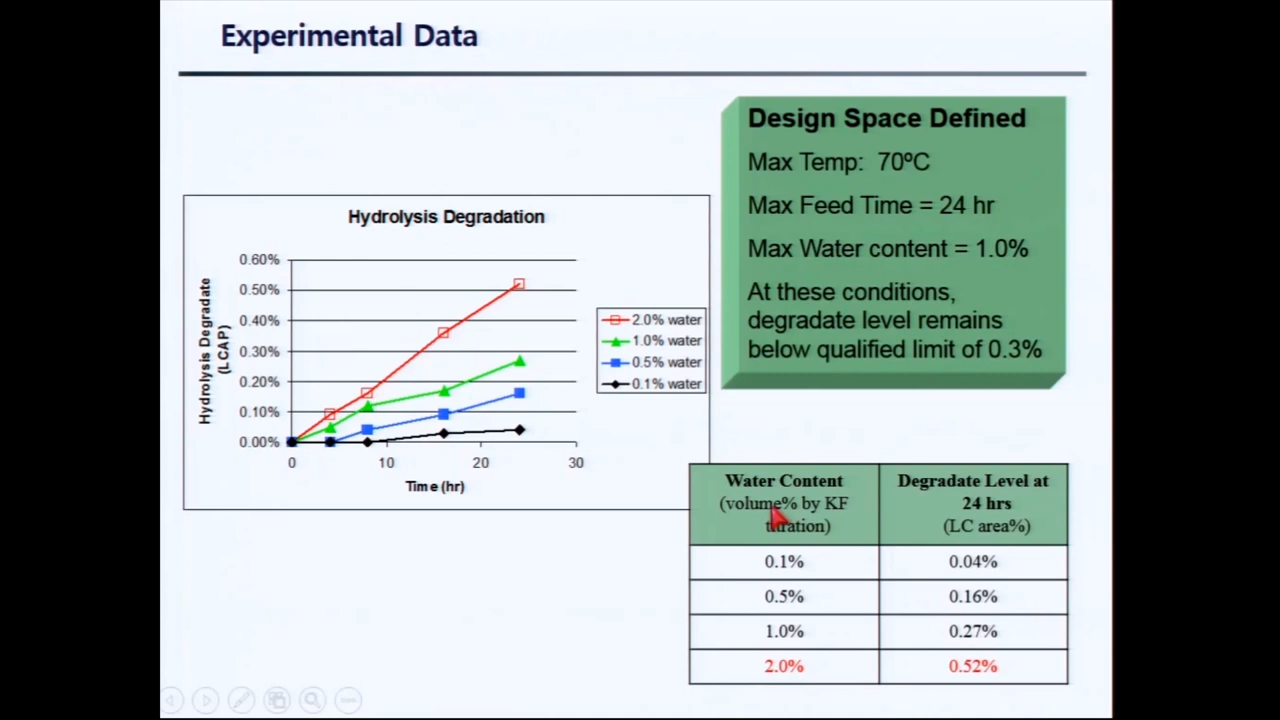 Experimental Data
Design Space Defined
Max Temp: 70ºC
Max Feed Time = 24 hr
Max Water content = 1.0%
At these conditions,
degradate level remains
below qualified limit of 0.3%
Hydrolysis Degradation
Hydrolysis Degradate
(LCAP)
0.60%
0.50%
0.40%
0.30%
0.20%
0.10%
0.00%
0 10 20 30
Time (hr)
2.0% water
1.0% water
0.5% water
0.1% water
Water Content Degradate Level at
(volume% by KF 24 hrs
titration) (LC area%)
0.1% 0.04%
0.5% 0.16%
1.0% 0.27%
2.0% 0.52%